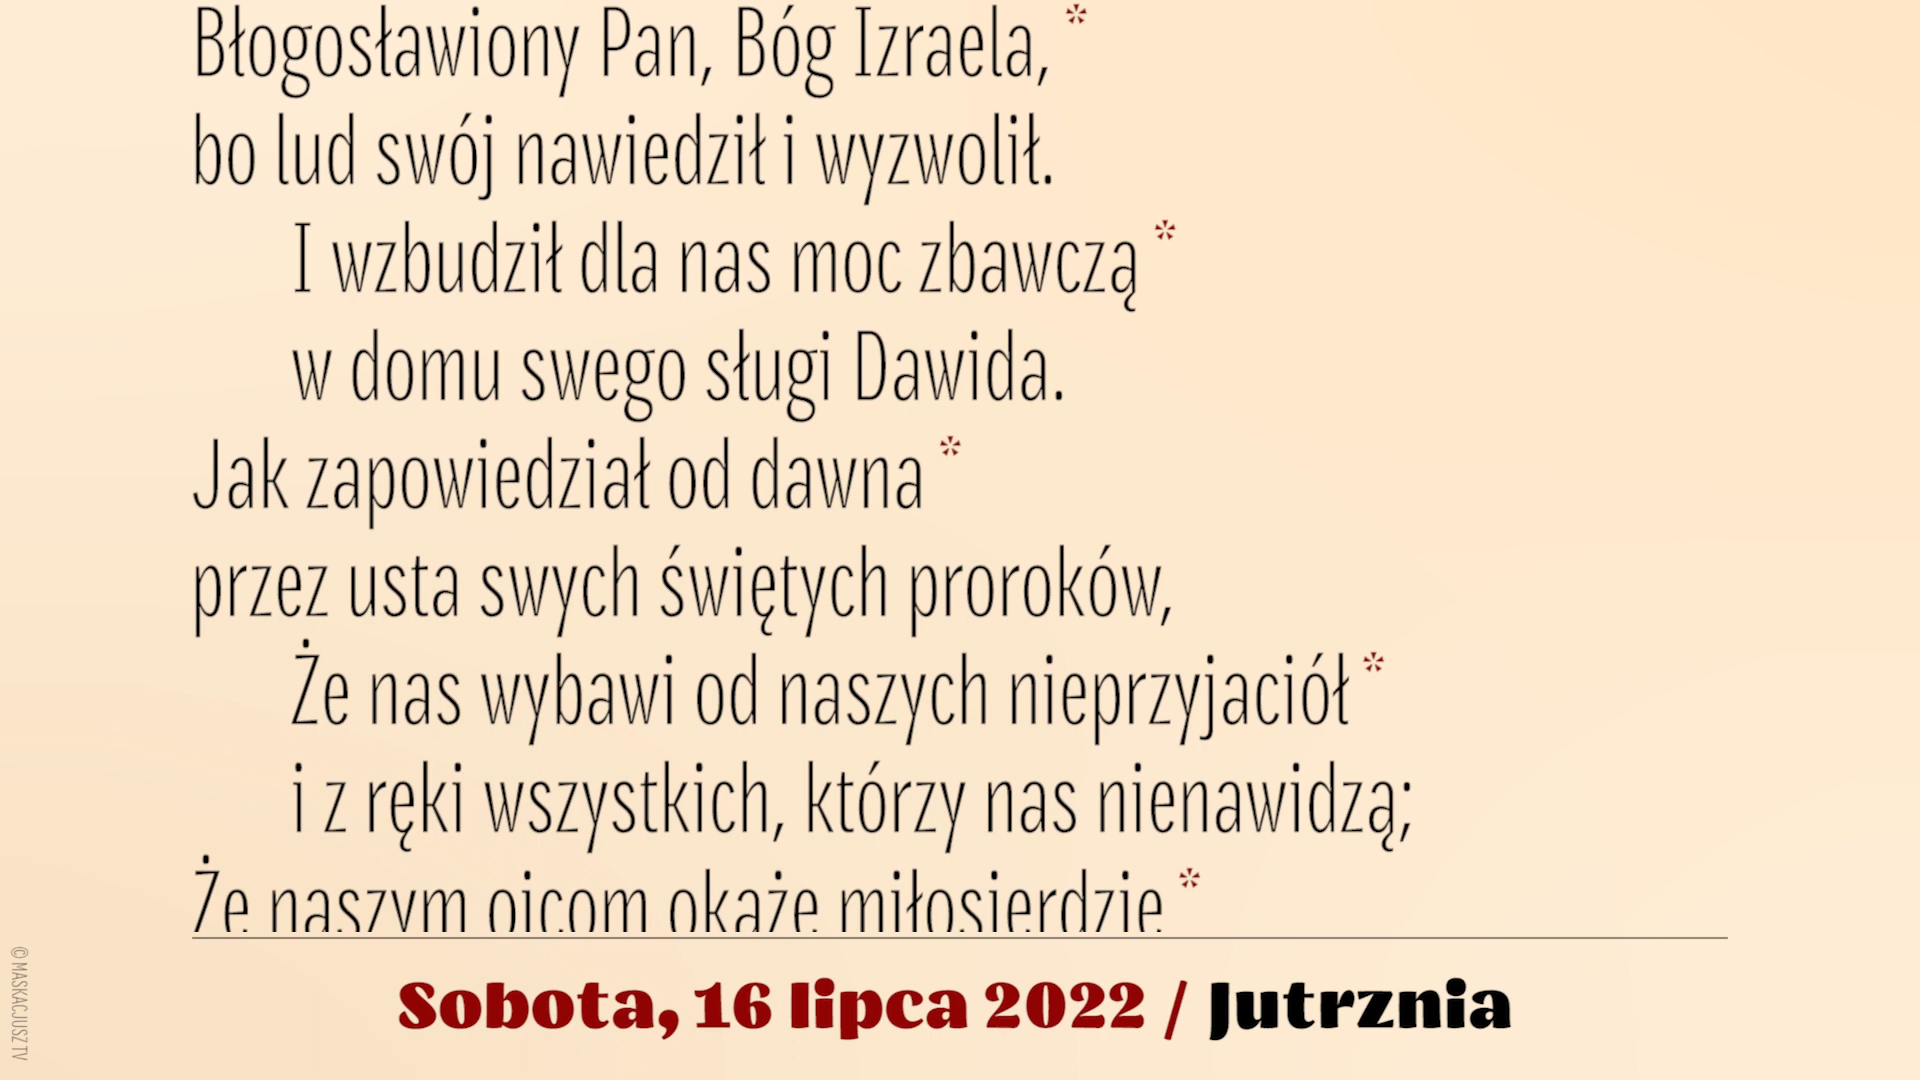 Błogosławiony Pan, Bóg Izraela, *
bo lud swój nawiedził i wyzwolił.
I wzbudził dla nas moc zbawczą *
w domu swego sługi Dawida.
Jak zapowiedział od dawna *
przez usta swych świętych proroków,
Że nas wybawi od naszych nieprzyjaciół *
i z ręki wszystkich, którzy nas nienawidzą;
Że naszym ojcom okaże miłosierdzie *
Sobota, 16 lipca 2022 / Jutrznia
© MASKACJUSZ TV